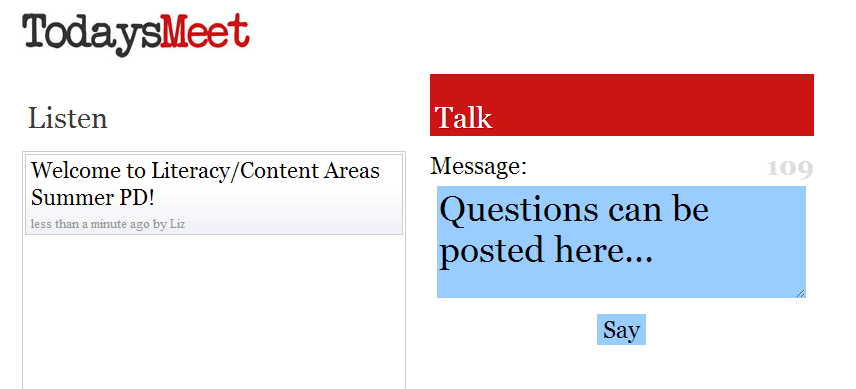 TodaysMeet
Listen
Welcome to Literacy/Content Areas
Summer PD!
less than a minute ago by Liz
Talk
Message:
109
Questions can be
posted here...
Say